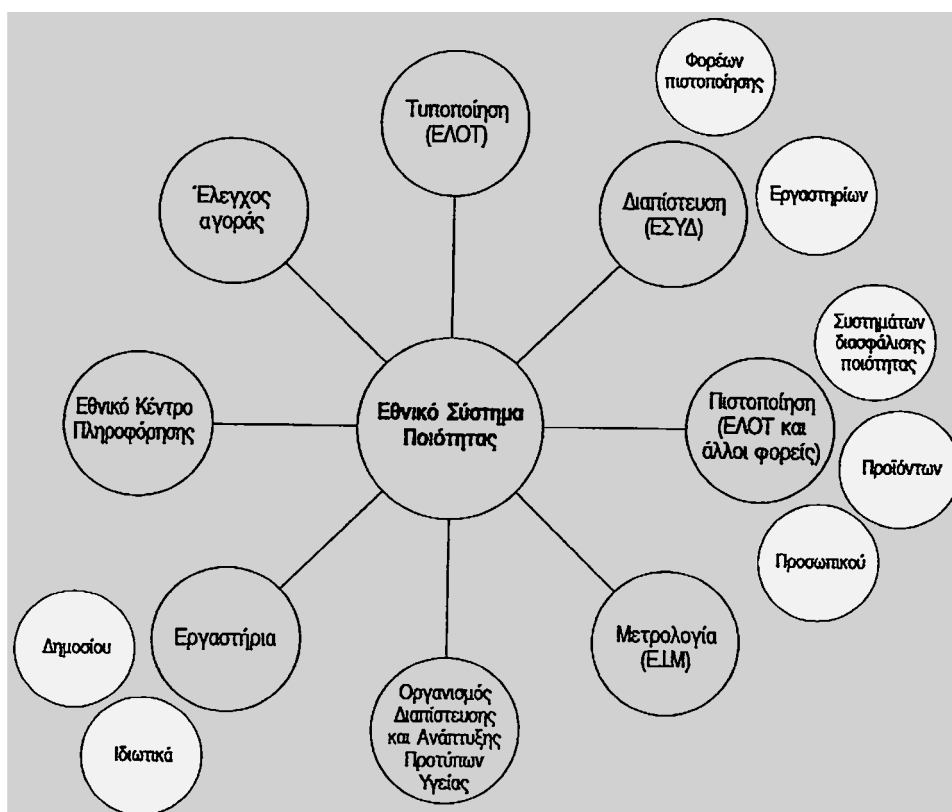 Φορέων
πιστοποίησης
Τυποποίηση
(ΕΛΟΤ)
Έλεγχος
αγοράς
Διαπίστευση
(ΕΣΥΔ)
Εργαστηρίων
Συστημάτων
διασφάλισης
ποιότητας
Εθνικό Κέντρο
Πληροφόρησης
Εθνικό Σύστημα
Ποιότητας
Πιστοποίηση
(ΕΛΟΤ και
άλλοι φορείς)
Προϊόντων
Προσωπικού
Δημοσίου
Εργαστήρια
Μετρολογία
(Ε.Ι.Μ)
Οργανισμός
Διαπίστευσης
και Ανάπτυξης
Προτύπων
Υγείας
Ιδιωτικά